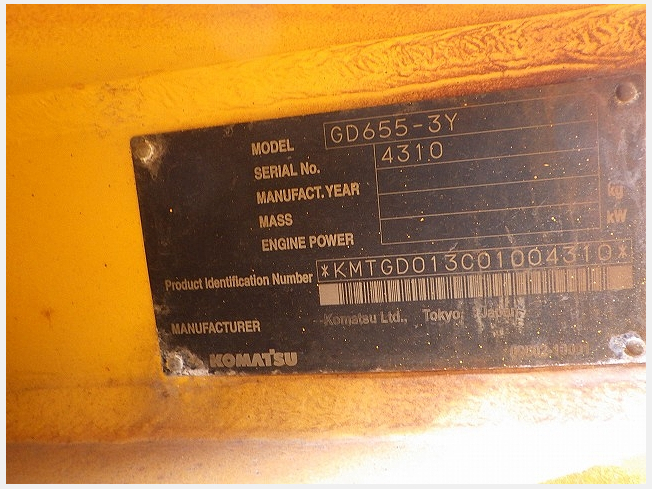 MODEL GD655-3Y
SERIAL No. 4310
MANUFACT.YEAR
MASS kg
ENGINE POWER kW
Product Identification Number *KMTGD013C01004310*
MANUFACTURER Komatsu Ltd., Tokyo, Japan
KOMATSU